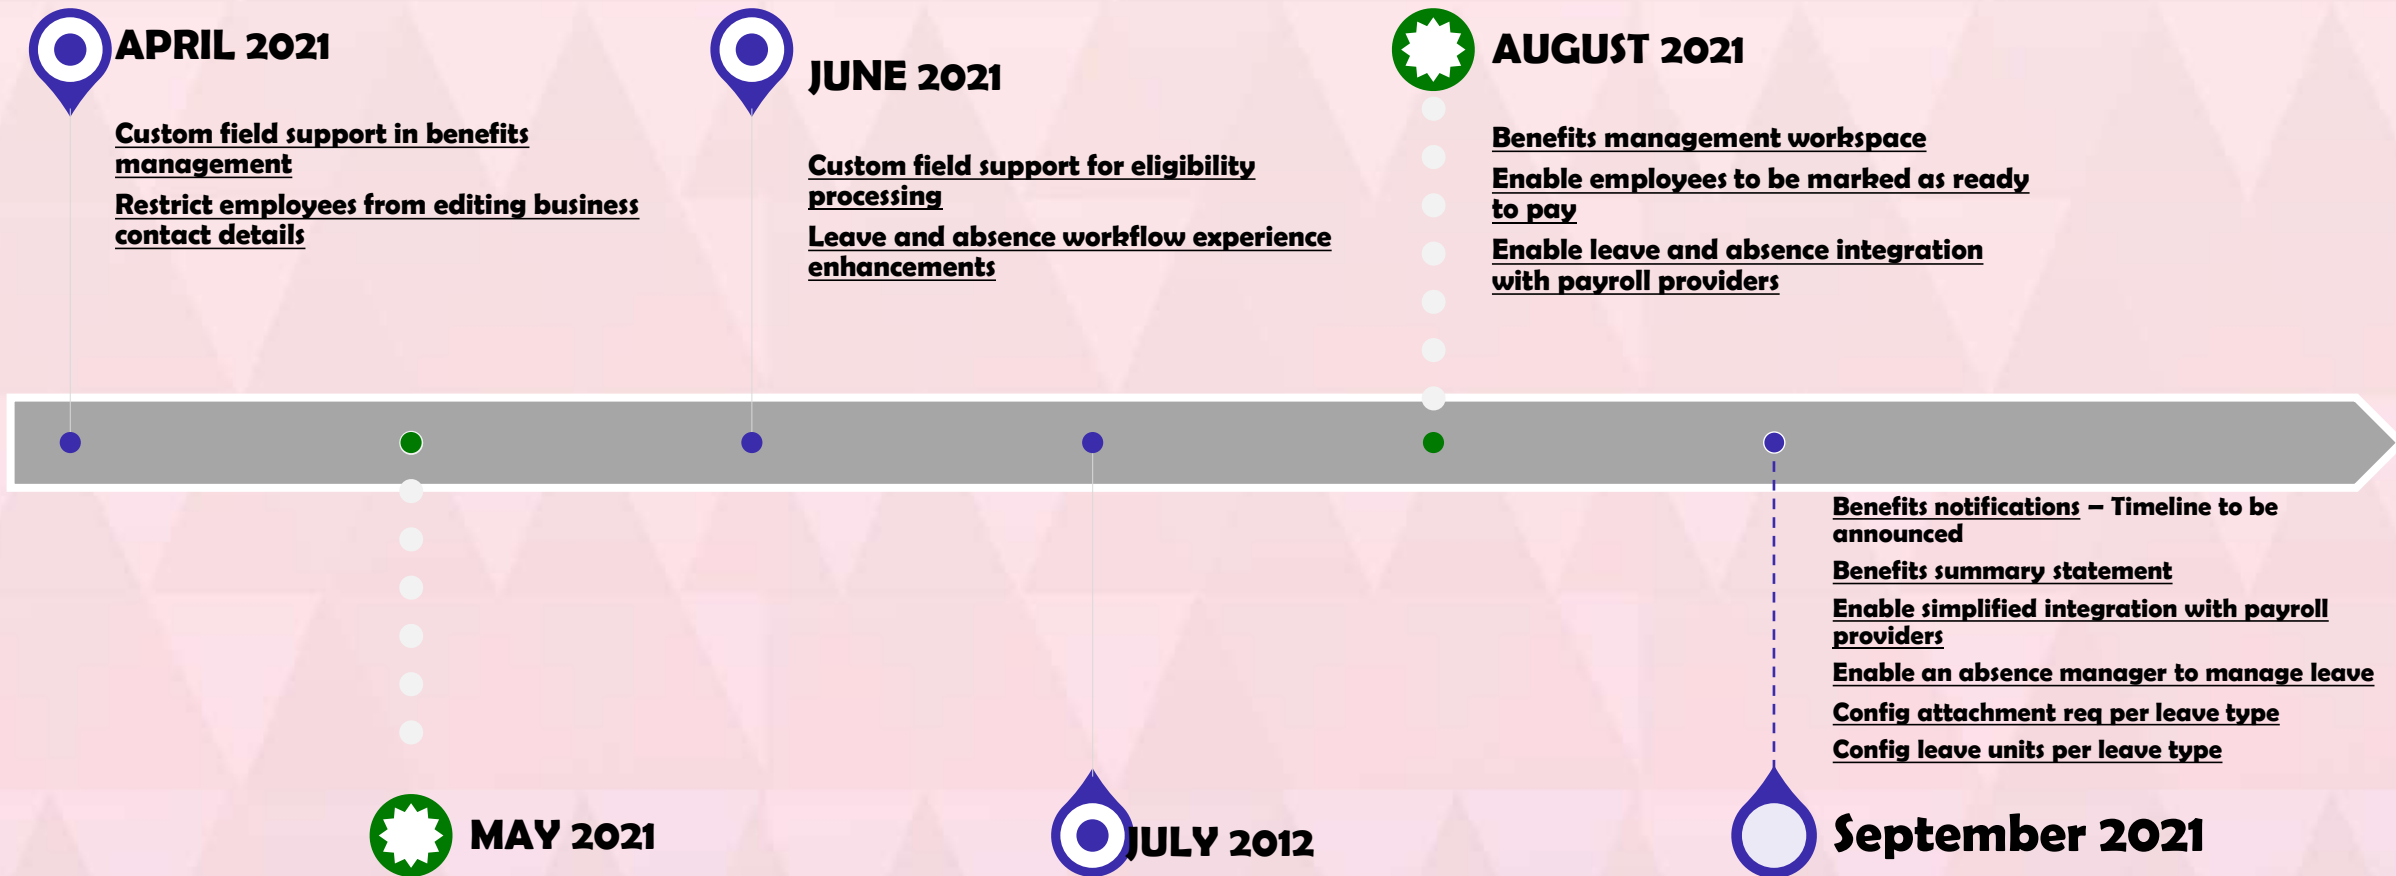 APRIL 2021
Custom field support in benefits
management
Restrict employees from editing business
contact details
JUNE 2021
Custom field support for eligibility
processing
Leave and absence workflow experience
enhancements
AUGUST 2021
Benefits management workspace
Enable employees to be marked as ready
to pay
Enable leave and absence integration
with payroll providers
Benefits notifications – Timeline to be
announced
Benefits summary statement
Enable simplified integration with payroll
providers
Enable an absence manager to manage leave
Config attachment req per leave type
Config leave units per leave type
MAY 2021
JULY 2012
September 2021